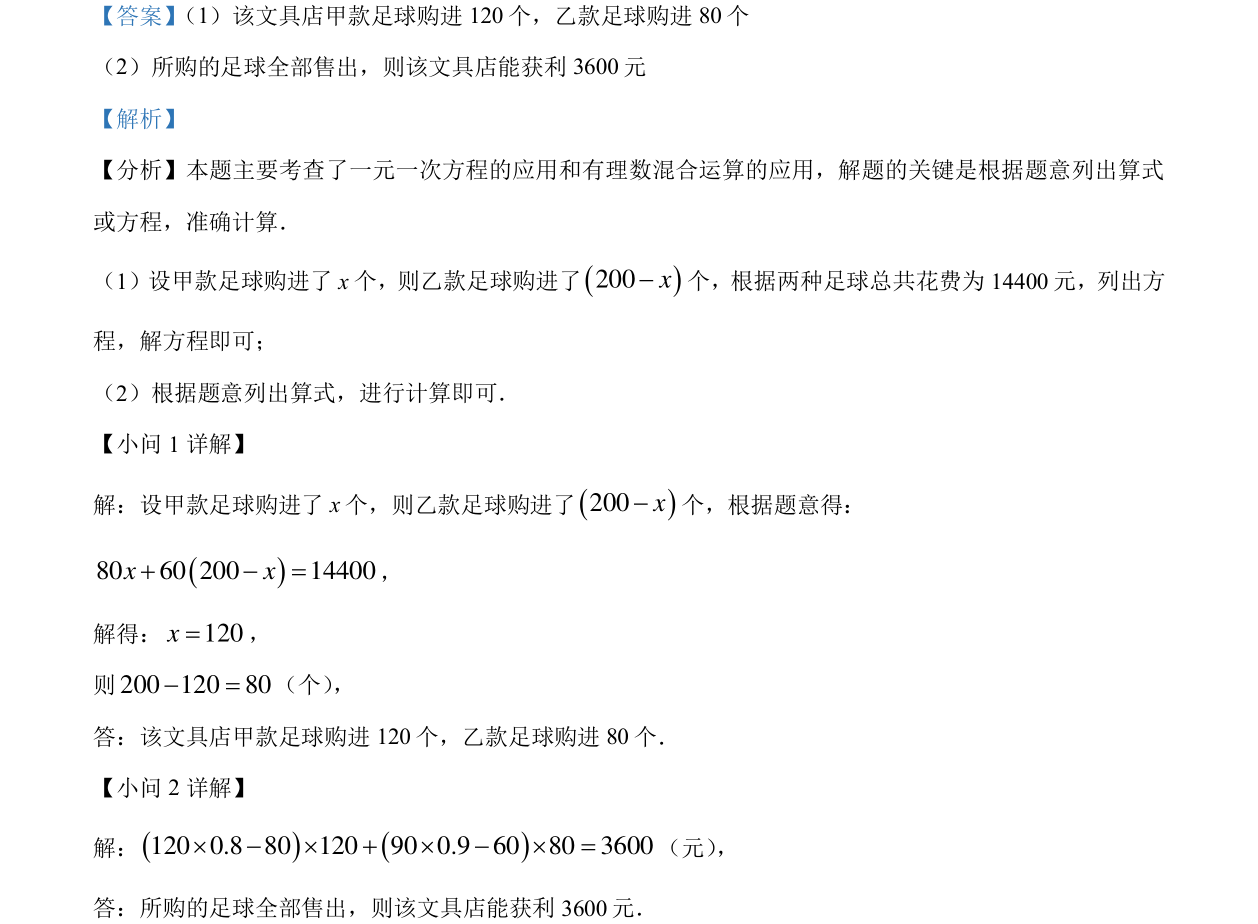 【答案】（1）该文具店甲款足球购进 120 个，乙款足球购进 80 个
（2）所购的足球全部售出，则该文具店能获利 3600 元
【解析】
【分析】本题主要考查了一元一次方程的应用和有理数混合运算的应用，解题的关键是根据题意列出算式
或方程，准确计算．
（1）设甲款足球购进了 x 个，则乙款足球购进了(200−x)个，根据两种足球总共花费为 14400 元，列出方
程，解方程即可；
（2）根据题意列出算式，进行计算即可．
【小问 1 详解】
解：设甲款足球购进了 x 个，则乙款足球购进了(200−x)个，根据题意得：
80x+60(200−x)=14400，
解得：x=120，
则200−120=80（个），
答：该文具店甲款足球购进 120 个，乙款足球购进 80 个．
【小问 2 详解】
解：(120×0.8−80)×120+(90×0.9−60)×80=3600（元），
答：所购的足球全部售出，则该文具店能获利 3600 元．